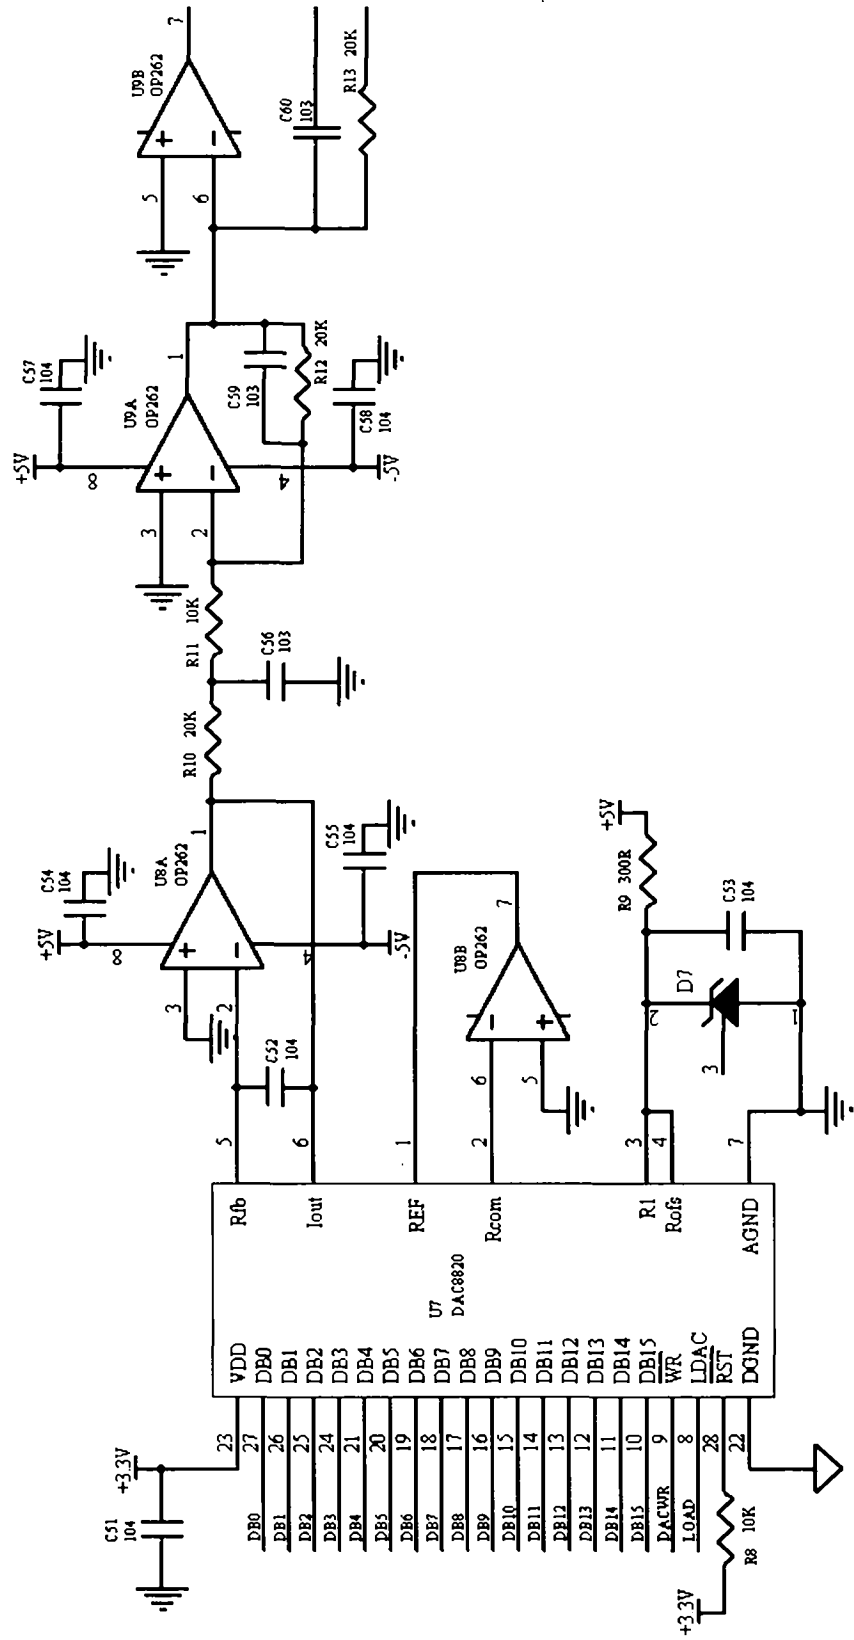 7
U9B
OP262
5
6
C60
103
R13 20K
+5V
C57
104
8
U9A
OP262
1
3
2
C59
103
R12 20K
4
C58
104
-5V
R11 10K
C56
103
R10 20K
+5V
C54
104
8
U8A
OP262
1
3
2
C55
104
4
-5V
C52
104
U8B
OP262
7
6
5
+5V
R9 300R
C53
104
D7
2
1
3
5
6
1
2
3
4
7
Rfb
Iout
REF
Rcom
R1
Rofs
AGND
U7
DAC8820
VDD
DB0
DB1
DB2
DB3
DB4
DB5
DB6
DB7
DB8
DB9
DB10
DB11
DB12
DB13
DB14
DB15
WR
LDAC
RST
DGND
23
27
26
25
24
21
20
19
18
17
16
15
14
13
12
11
10
9
8
28
22
+3.3V
C51
104
DB0
DB1
DB2
DB3
DB4
DB5
DB6
DB7
DB8
DB9
DB10
DB11
DB12
DB13
DB14
DB15
DACWR
LOAD
R8 10K
+3.3V